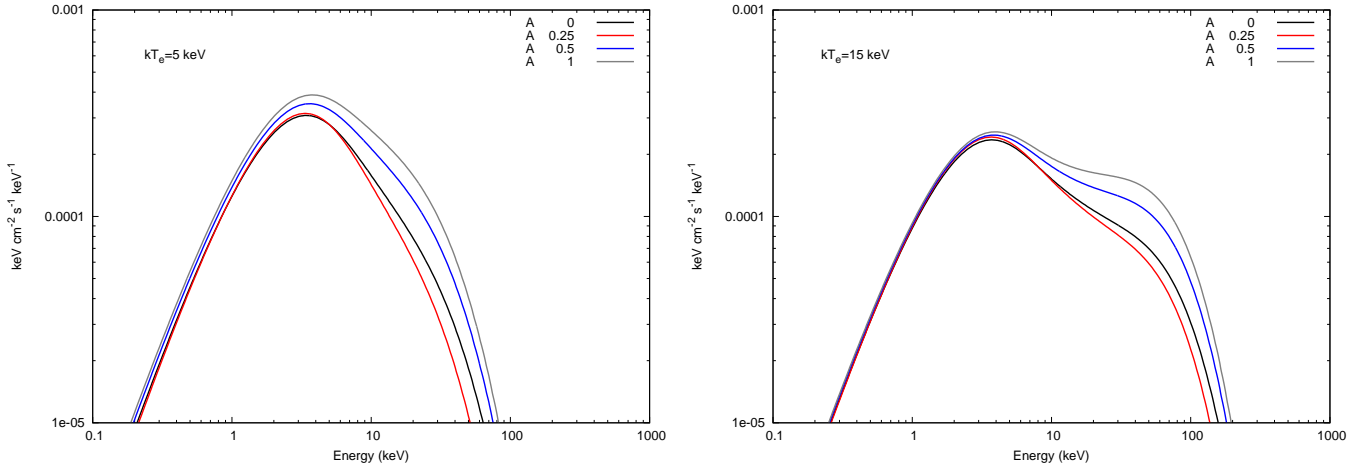 0.001
0.0001
1e-05
0.1
1
10
100
1000
Energy (keV)
keV cm-2 s-1 keV-1
kTe=5 keV
A 0
A 0.25
A 0.5
A 1
0.001
0.0001
1e-05
0.1
1
10
100
1000
Energy (keV)
keV cm-2 s-1 keV-1
kT_e=15 keV
A 0
A 0.25
A 0.5
A 1